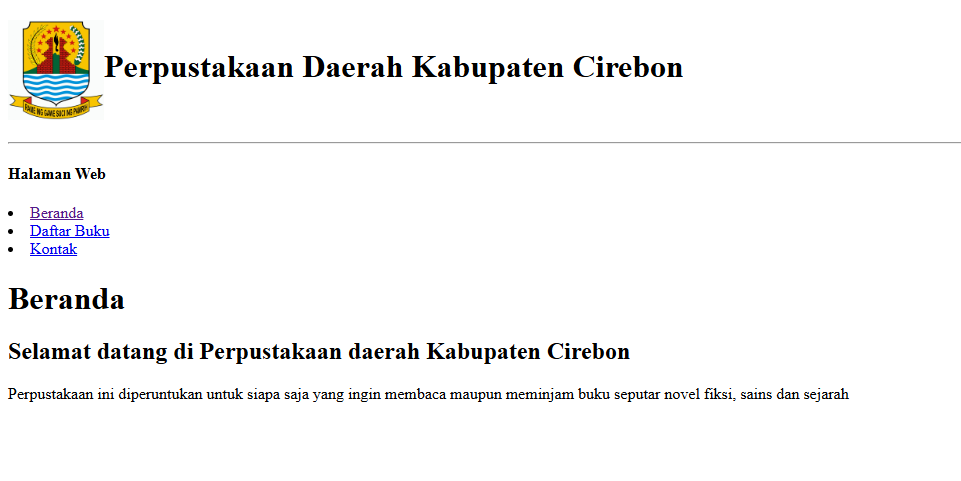 Perpustakaan Daerah Kabupaten Cirebon
Halaman Web
Beranda
Daftar Buku
Kontak
Beranda
Selamat datang di Perpustakaan daerah Kabupaten Cirebon
Perpustakaan ini diperuntukan untuk siapa saja yang ingin membaca maupun meminjam buku seputar novel fiksi, sains dan sejarah